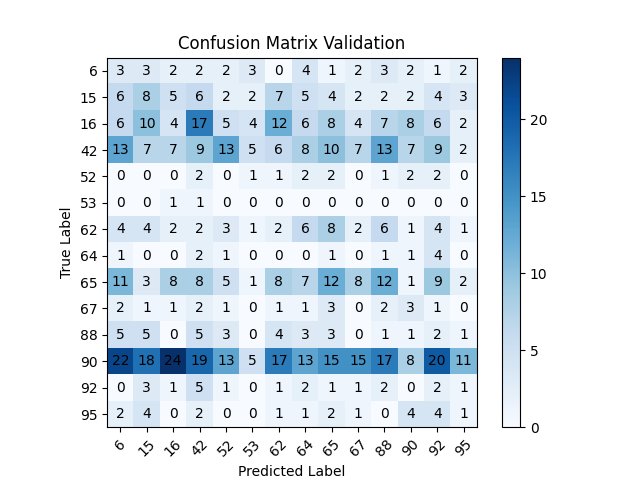 Confusion Matrix Validation
6 3 3 2 2 2 3 0 4 1 2 3 2 1 2
15 6 8 5 6 2 2 7 5 4 2 2 2 4 3
16 6 10 4 17 5 4 12 6 8 4 7 8 6 2
42 13 7 7 9 13 5 6 8 10 7 13 7 9 2
52 0 0 0 2 0 1 1 2 2 0 1 2 2 0
53 0 0 1 1 0 0 0 0 0 0 0 0 0 0
62 4 4 2 2 3 1 2 6 8 2 6 1 4 1
64 1 0 0 2 1 0 0 0 1 0 1 1 4 0
65 11 3 8 8 5 1 8 7 12 8 12 1 9 2
67 2 1 1 2 1 0 1 1 3 0 2 3 1 0
88 5 5 0 5 3 0 4 3 3 0 1 1 2 1
90 22 18 24 19 13 5 17 13 15 15 17 8 20 11
92 0 3 1 5 1 0 1 2 1 1 2 0 2 1
95 2 4 0 2 0 0 1 1 2 1 0 4 4 1
6 15 16 42 52 53 62 64 65 67 88 90 92 95
Predicted Label
True Label
20
15
10
5
0